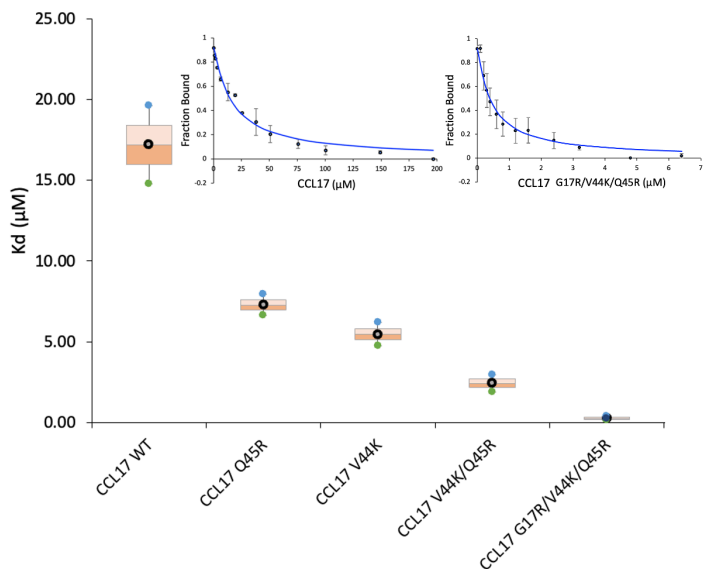 25.00
20.00
15.00
10.00
5.00
0.00
Kd (µM)
CCL17 WT
CCL17 Q45R
CCL17 V44K
CCL17 V44K/Q45R
CCL17 G17R/V44K/Q45R
1
0.8
0.6
0.4
0.2
0
-0.2
Fraction Bound
0 25 50 75 100 125 150 175 200
CCL17 (µM)
1
0.8
0.6
0.4
0.2
0
-0.2
Fraction Bound
0 1 2 3 4 5 6 7
CCL17 G17R/V44K/Q45R (µM)